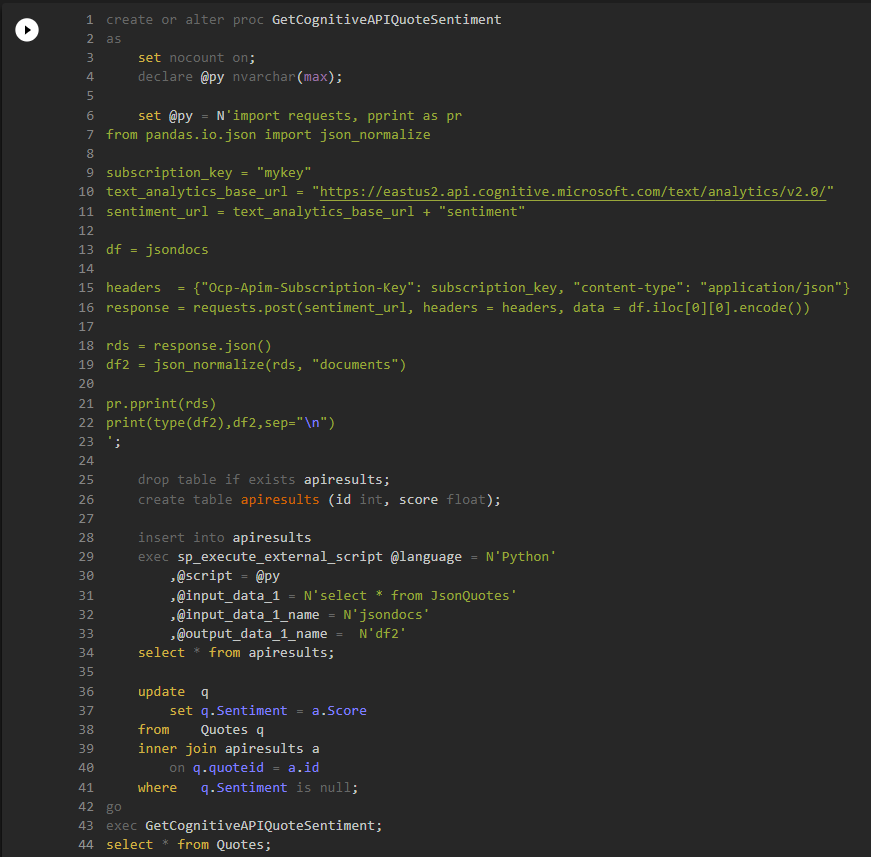 1 create or alter proc GetCognitiveAPIQuoteSentiment
2 as
3     set nocount on;
4     declare @py nvarchar(max);
5
6     set @py = N'import requests, pprint as pr
7 from pandas.io.json import json_normalize
8
9 subscription_key = "mykey"
10 text_analytics_base_url = "https://eastus2.api.cognitive.microsoft.com/text/analytics/v2.0/"
11 sentiment_url = text_analytics_base_url + "sentiment"
12
13 df = jsondocs
14
15 headers  = {"Ocp-Apim-Subscription-Key": subscription_key, "content-type": "application/json"}
16 response = requests.post(sentiment_url, headers = headers, data = df.iloc[0][0].encode())
17
18 rds = response.json()
19 df2 = json_normalize(rds, "documents")
20
21 pr.pprint(rds)
22 print(type(df2),df2,sep="\n")
23 ';
24
25     drop table if exists apiresults;
26     create table apiresults (id int, score float);
27
28     insert into apiresults
29     exec sp_execute_external_script @language = N'Python'
30         ,@script = @py
31         ,@input_data_1 = N'select * from JsonQuotes'
32         ,@input_data_1_name = N'jsondocs'
33         ,@output_data_1_name =  N'df2'
34     select * from apiresults;
35
36     update  q
37         set q.Sentiment = a.Score
38     from    Quotes q
39     inner join apiresults a
40         on q.quoteid = a.id
41     where   q.Sentiment is null;
42 go
43 exec GetCognitiveAPIQuoteSentiment;
44 select * from Quotes;